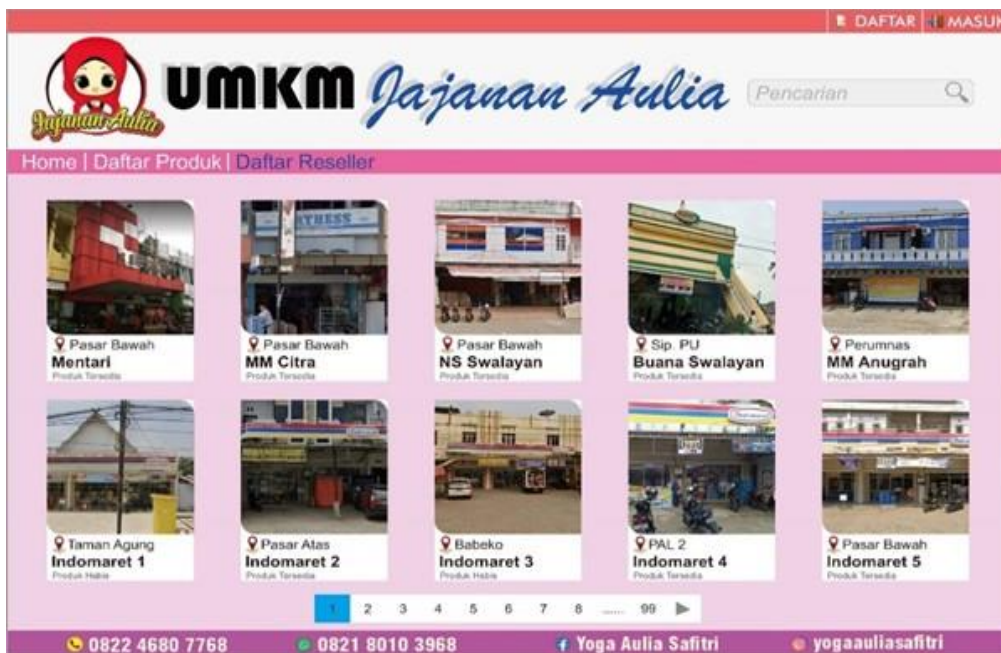 DAFTAR
MASUK
Jajanan Aulia
UMKM Jajanan Aulia
Pencarian
Home | Daftar Produk | Daftar Reseller
Pasar Bawah
Mentari
Produk Tersedia
Pasar Bawah
MM Citra
Produk Tersedia
Pasar Bawah
NS Swalayan
Produk Tersedia
Sip. PU
Buana Swalayan
Produk Tersedia
Perumnas
MM Anugrah
Produk Tersedia
Taman Agung
Indomaret 1
Produk Habis
Pasar Atas
Indomaret 2
Produk Tersedia
Babeko
Indomaret 3
Produk Habis
PAL 2
Indomaret 4
Produk Tersedia
Pasar Bawah
Indomaret 5
Produk Tersedia
1 2 3 4 5 6 7 8 ...... 99
0822 4680 7768
0821 8010 3968
Yoga Aulia Safitri
yogaauliasafitri